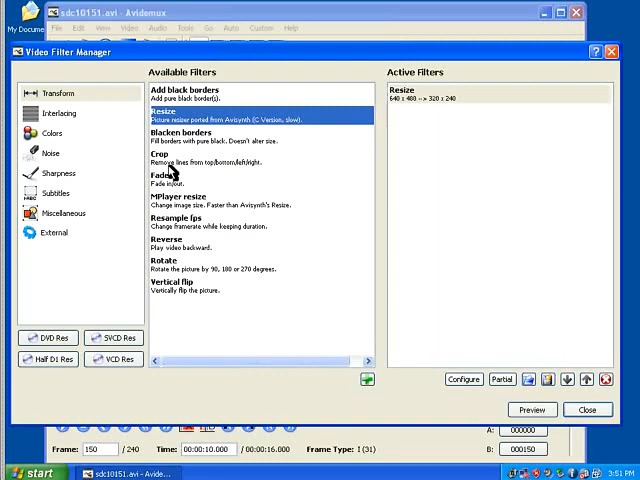 My Docume
sdc10151.avi - Avidemux
Video
Audio
Tools
Go
Auto
Custom
Video Filter Manager
Available Filters
Active Filters
Transform
Interlacing
Colors
Noise
Sharpness
Subtitles
Miscellaneous
External
Add black borders
Add pure black border(s).
Resize
Picture resizer ported from Avisynth (C Version, slow).
Blacken borders
Fill borders with pure black. Doesn't alter size.
Crop
Remove lines from top/bottom/left/right.
Fade
Fade in/out.
MPlayer resize
Change image size. Faster than Avisynth's Resize.
Resample fps
Change framerate while keeping duration.
Reverse
Play video backward.
Rotate
Rotate the picture by 90, 180 or 270 degrees.
Vertical flip
Vertically flip the picture.
Resize
640 x 480 --> 320 x 240
DVD Res
SVCD Res
Half D1 Res
VCD Res
Configure
Partial
Preview
Close
A:
000000
Frame: 150 / 240
Time: 00:00:10.000 / 00:00:16.000
Frame Type: I (31)
B:
000150
start
sdc10151.avi - Avide...
3:51 PM